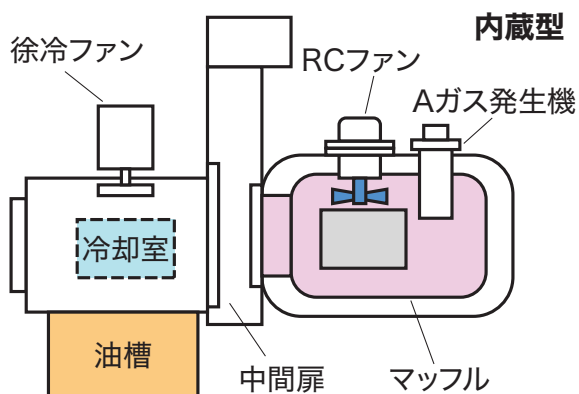 内蔵型
徐冷ファン
RCファン
Aガス発生機
冷却室
油槽
中間扉
マッフル